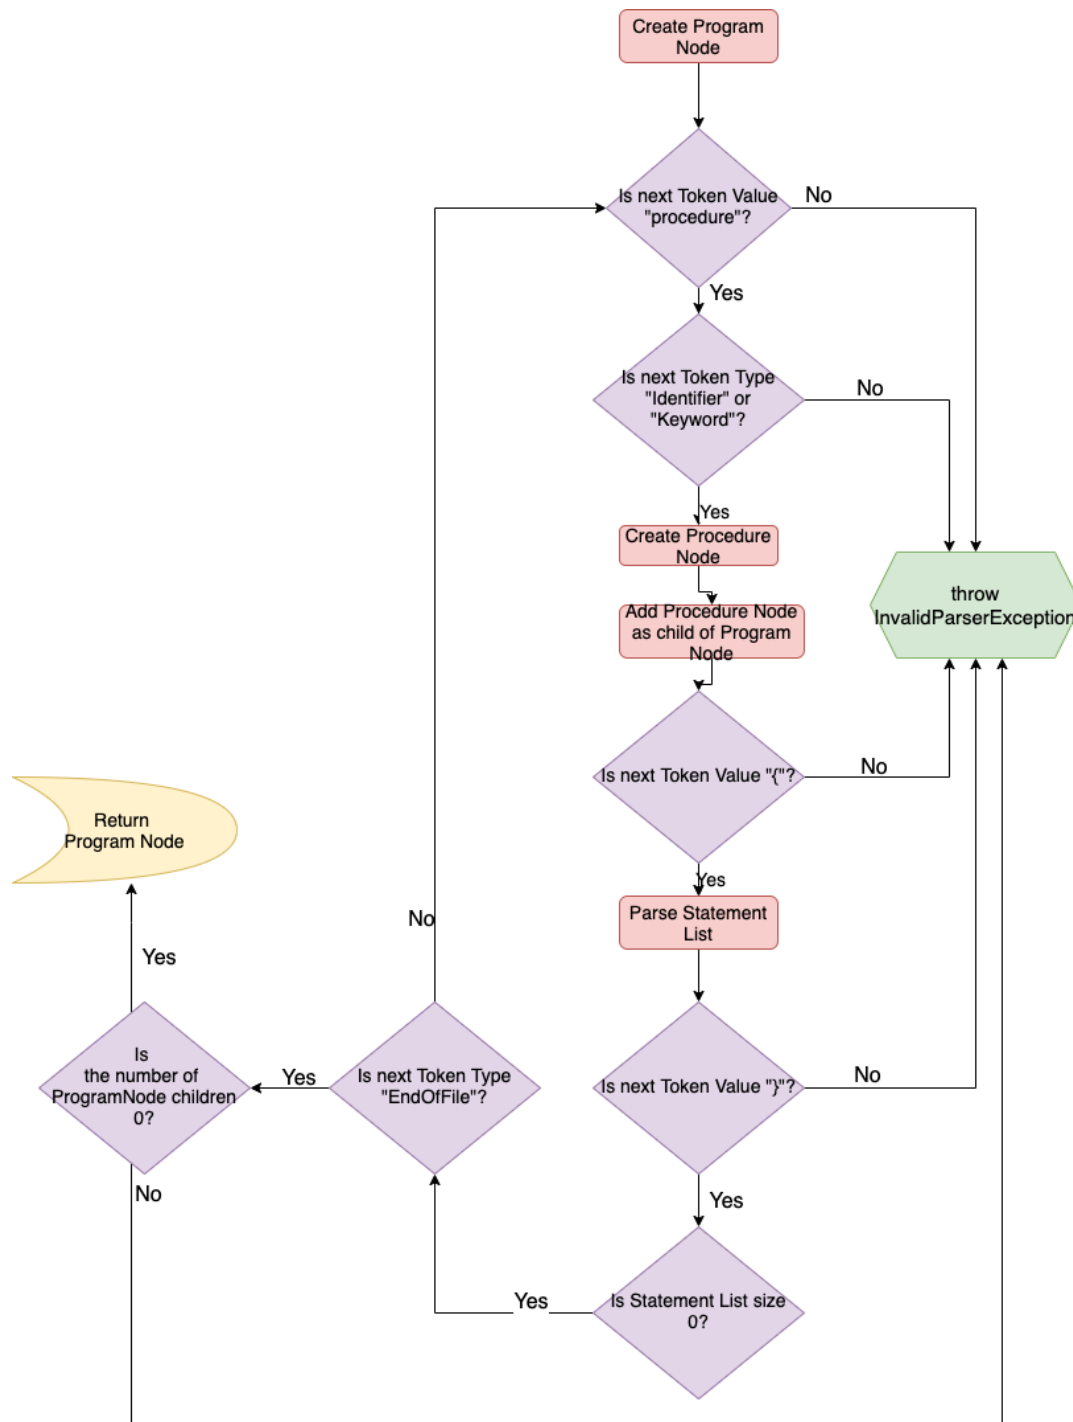 Create Program
Node
Is next Token Value
"procedure"?
No
Yes
Is next Token Type
"Identifier" or
"Keyword"?
No
Yes
Create Procedure
Node
throw
InvalidParserException
Add Procedure Node
as child of Program
Node
Is next Token Value "{"?
No
Return
Program Node
Yes
Parse Statement
List
No
Yes
Is
the number of
ProgramNode children
0?
Yes
Is next Token Type
"EndOfFile"?
Is next Token Value "}"?
No
No
Yes
Yes
Is Statement List size
0?